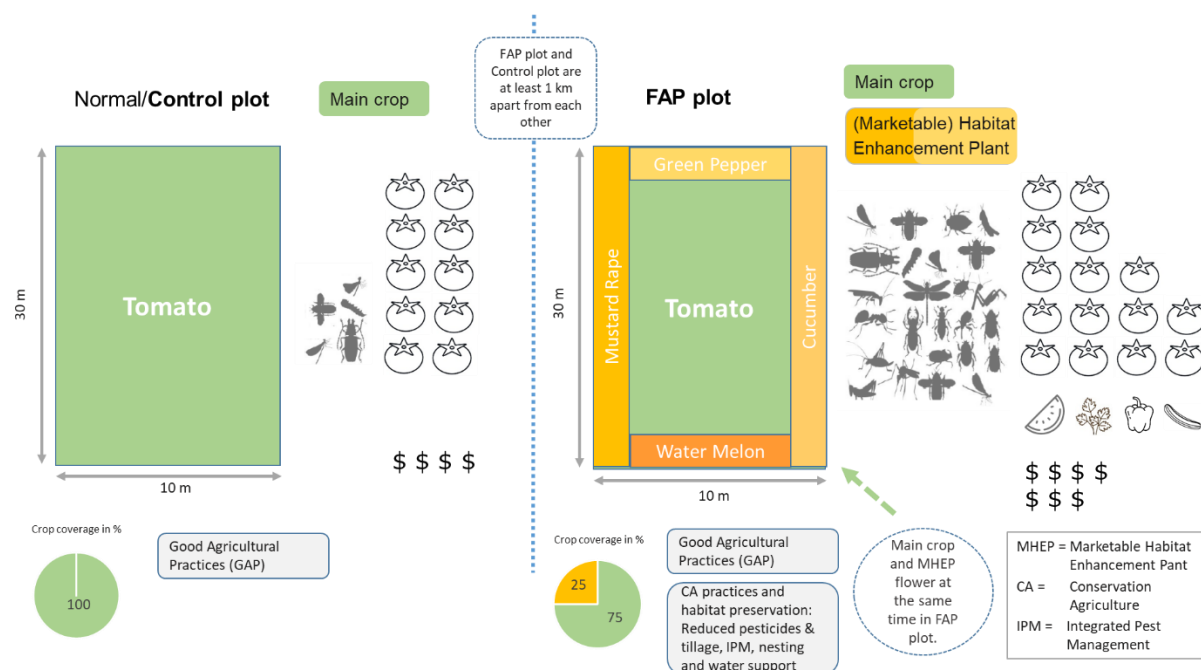 Normal/Control plot
Main crop
30 m
Tomato
10 m
$ $ $ $
Crop coverage in %
100
Good Agricultural
Practices (GAP)
FAP plot and
Control plot are
at least 1 km
apart from each
other
FAP plot
Main crop
(Marketable) Habitat
Enhancement Plant
30 m
Mustard Rape
Green Pepper
Tomato
Cucumber
Water Melon
10 m
$ $ $ $
$ $ $
Crop coverage in %
25
75
Good Agricultural
Practices (GAP)
CA practices and
habitat preservation:
Reduced pesticides &
tillage, IPM, nesting
and water support
Main crop
and MHEP
flower at
the same
time in FAP
plot.
MHEP = Marketable Habitat
Enhancement Pant
CA = Conservation
Agriculture
IPM = Integrated Pest
Management